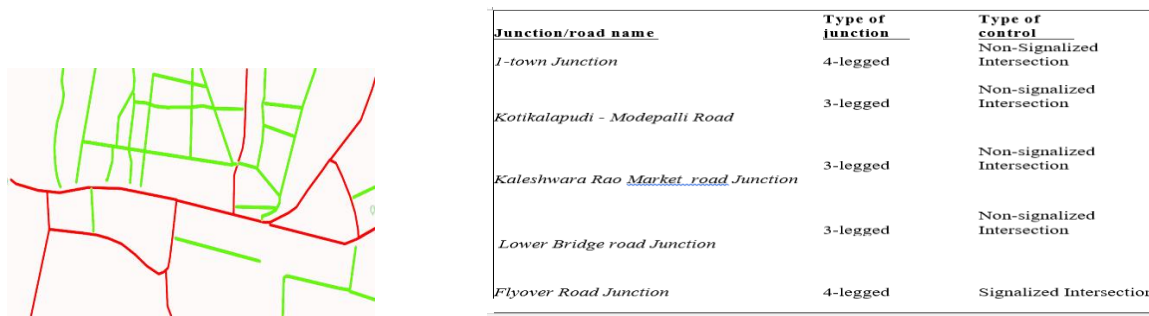 Junction/road name Type of junction Type of control
1-town Junction 4-legged Non-Signalized Intersection
Kotikalapudi - Modepalli Road 3-legged Non-signalized Intersection
Kaleshwara Rao Market road Junction 3-legged Non-signalized Intersection
Lower Bridge road Junction 3-legged Non-signalized Intersection
Flyover Road Junction 4-legged Signalized Intersection